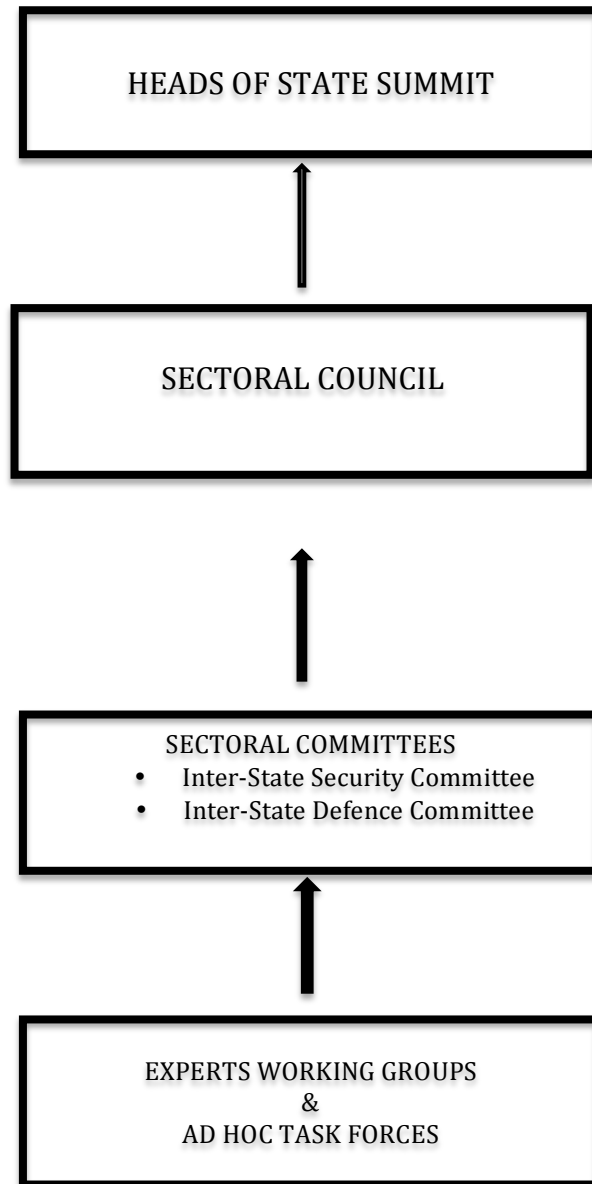 HEADS OF STATE SUMMIT
SECTORAL COUNCIL
SECTORAL COMMITTEES
• Inter-State Security Committee
• Inter-State Defence Committee
EXPERTS WORKING GROUPS
&
AD HOC TASK FORCES